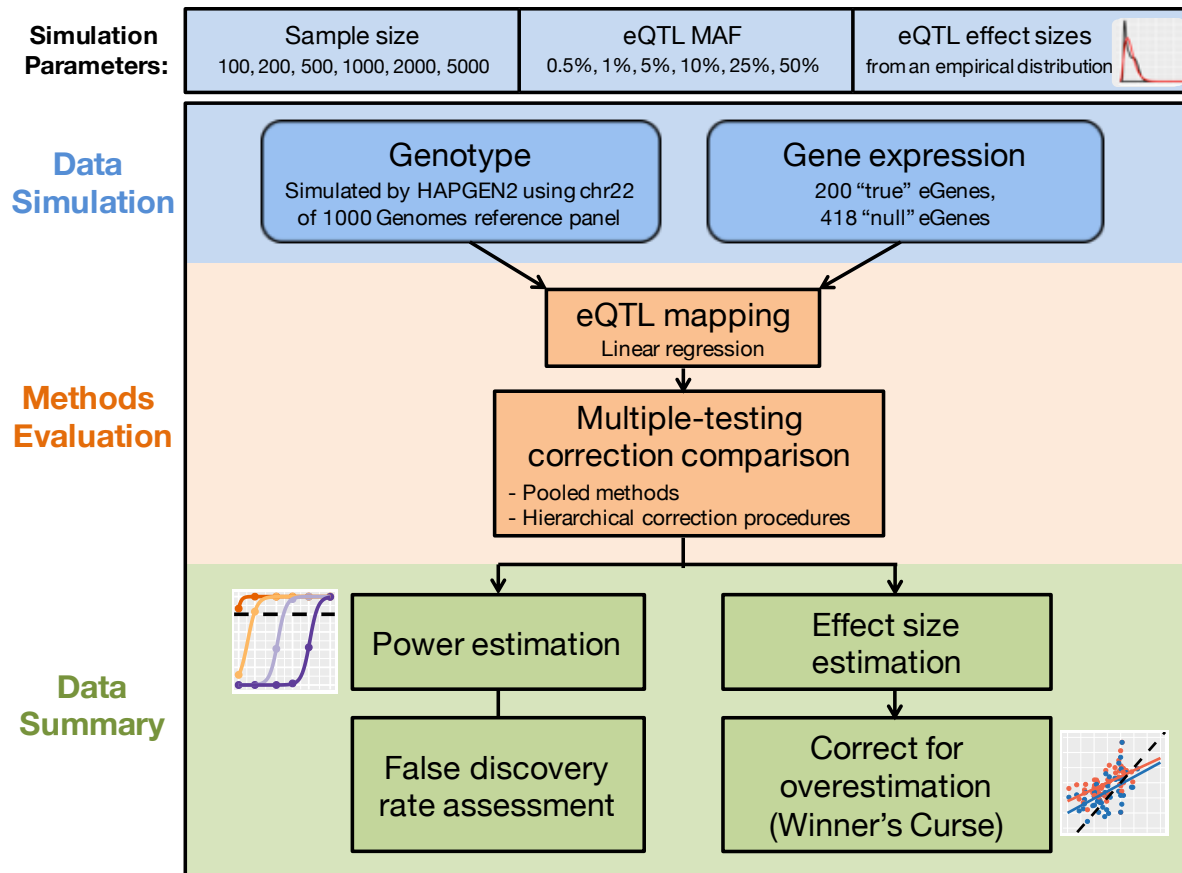 Simulation
Parameters:
Sample size
100, 200, 500, 1000, 2000, 5000
eQTL MAF
0.5%, 1%, 5%, 10%, 25%, 50%
eQTL effect sizes
from an empirical distribution
Data
Simulation
Genotype
Simulated by HAPGEN2 using chr22
of 1000 Genomes reference panel
Gene expression
200 “true” eGenes,
418 “null” eGenes
Methods
Evaluation
eQTL mapping
Linear regression
Multiple-testing
correction comparison
- Pooled methods
- Hierarchical correction procedures
Data
Summary
Power estimation
Effect size
estimation
False discovery
rate assessment
Correct for
overestimation
(Winner’s Curse)